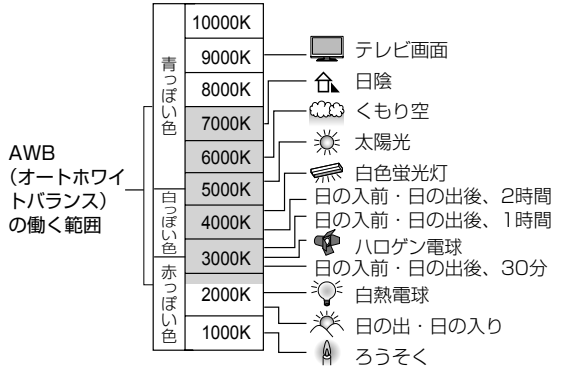 AWB
（オートホワイ
トバランス）
の働く範囲
青っぽい色
白っぽい色
赤っぽい色
10000K
9000K
8000K
7000K
6000K
5000K
4000K
3000K
2000K
1000K
テレビ画面
日陰
くもり空
太陽光
白色蛍光灯
日の入前・日の出後、2時間
日の入前・日の出後、1時間
ハロゲン電球
日の入前・日の出後、30分
白熱電球
日の出・日の入り
ろうそく